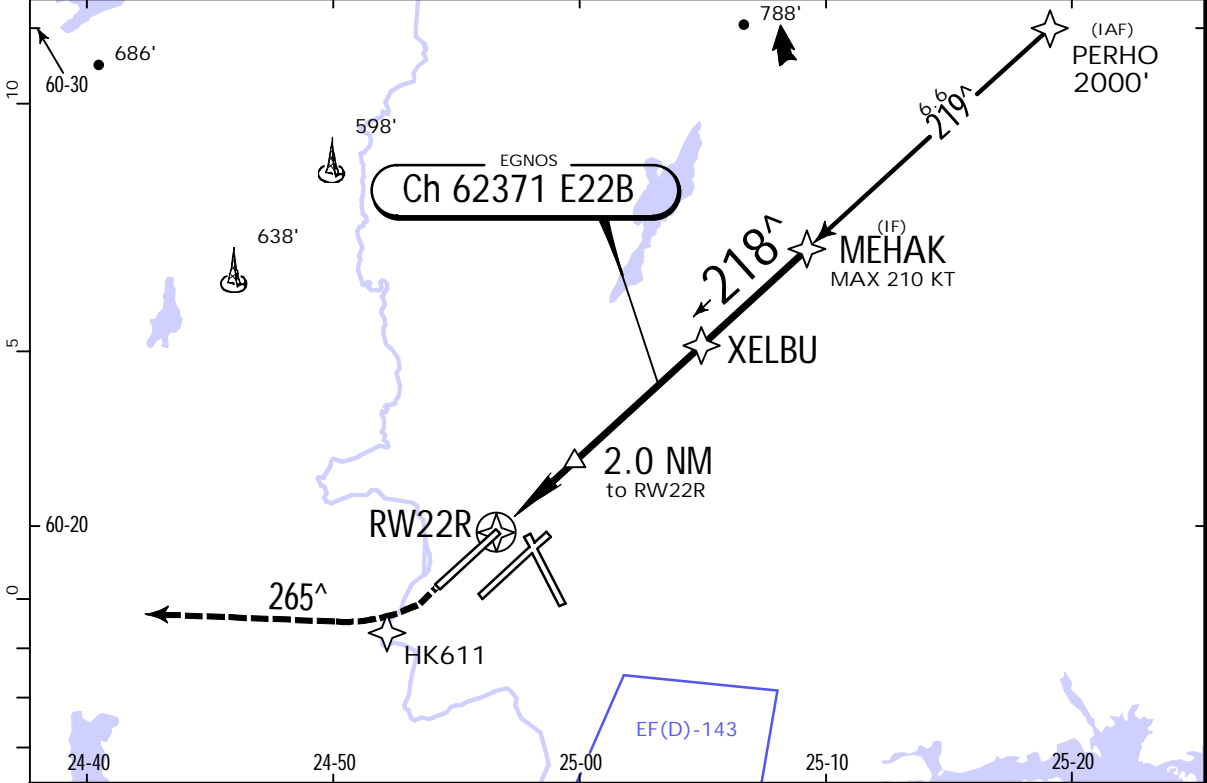 788'
(IAF)
PERHO
2000'
686'
60-30
10
6.6
219^
598'
EGNOS
Ch 62371 E22B
638'
218^
(IF)
MEHAK
MAX 210 KT
5
XELBU
2.0 NM
to RW22R
60-20
RW22R
0
265^
HK611
EF(D)-143
24-40
24-50
25-00
25-10
25-20